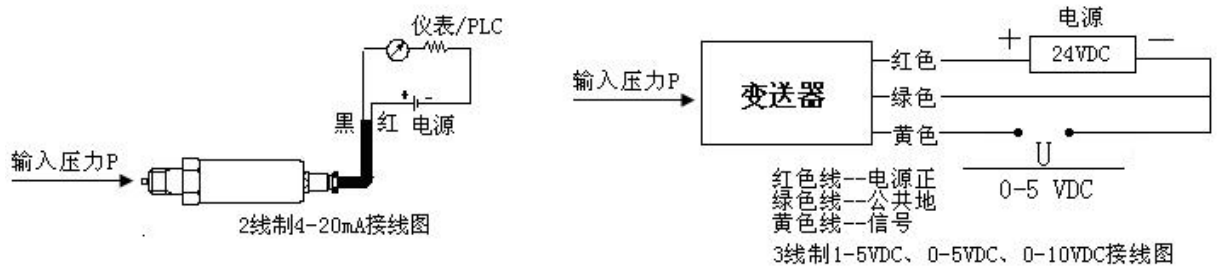 仪表/PLC
黑 红
+ -
电源
输入压力P
2线制4-20mA接线图
电源
+ 24VDC —
输入压力P
变送器
红色
绿色
黄色
U
0-5 VDC
红色线--电源正
绿色线--公共地
黄色线--信号
3线制1-5VDC、0-5VDC、0-10VDC接线图